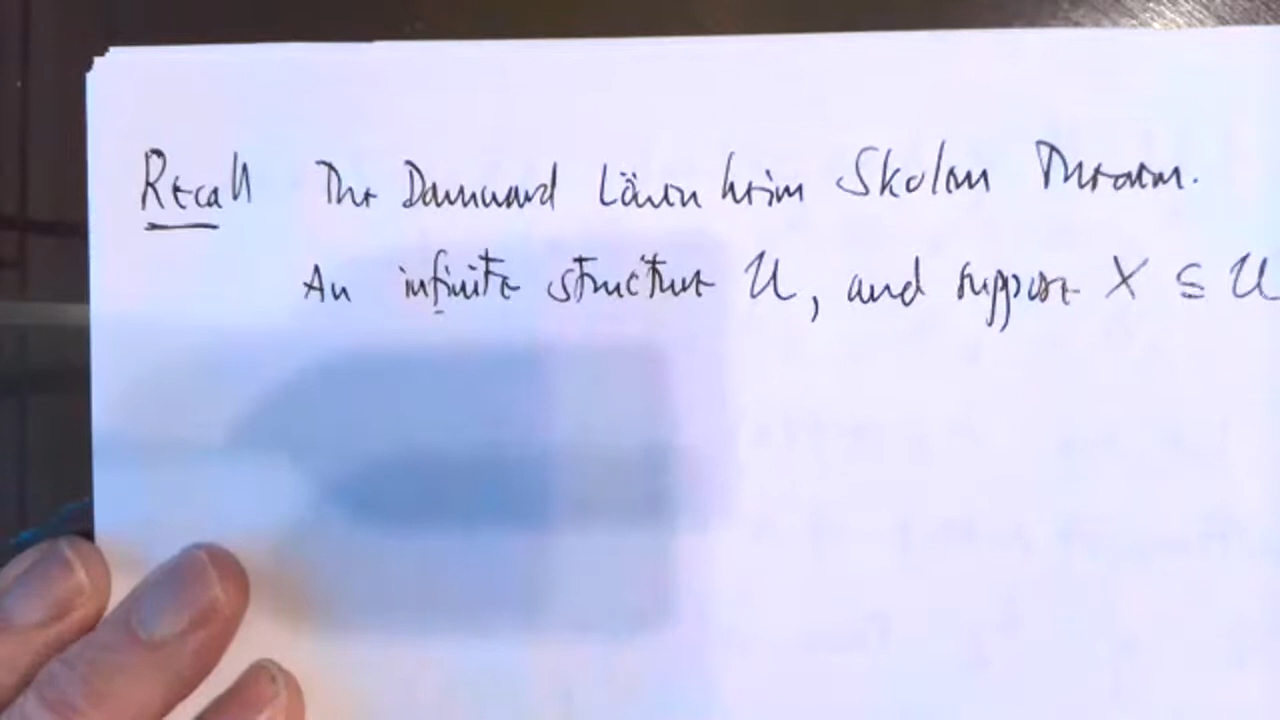 Recall The Downward Löwenheim Skolem Theorem.
An infinite structure U, and suppose X ⊆ U